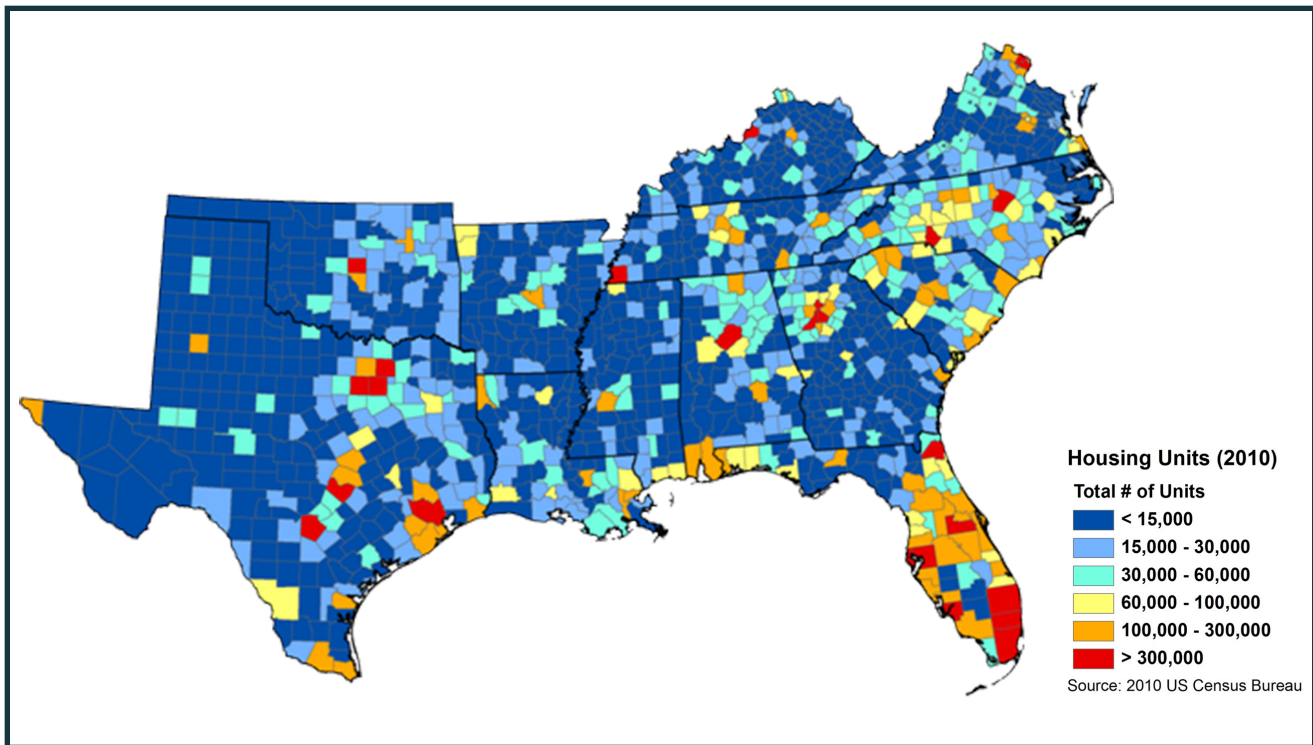 Housing Units (2010)
Total # of Units
< 15,000
15,000 - 30,000
30,000 - 60,000
60,000 - 100,000
100,000 - 300,000
> 300,000
Source: 2010 US Census Bureau